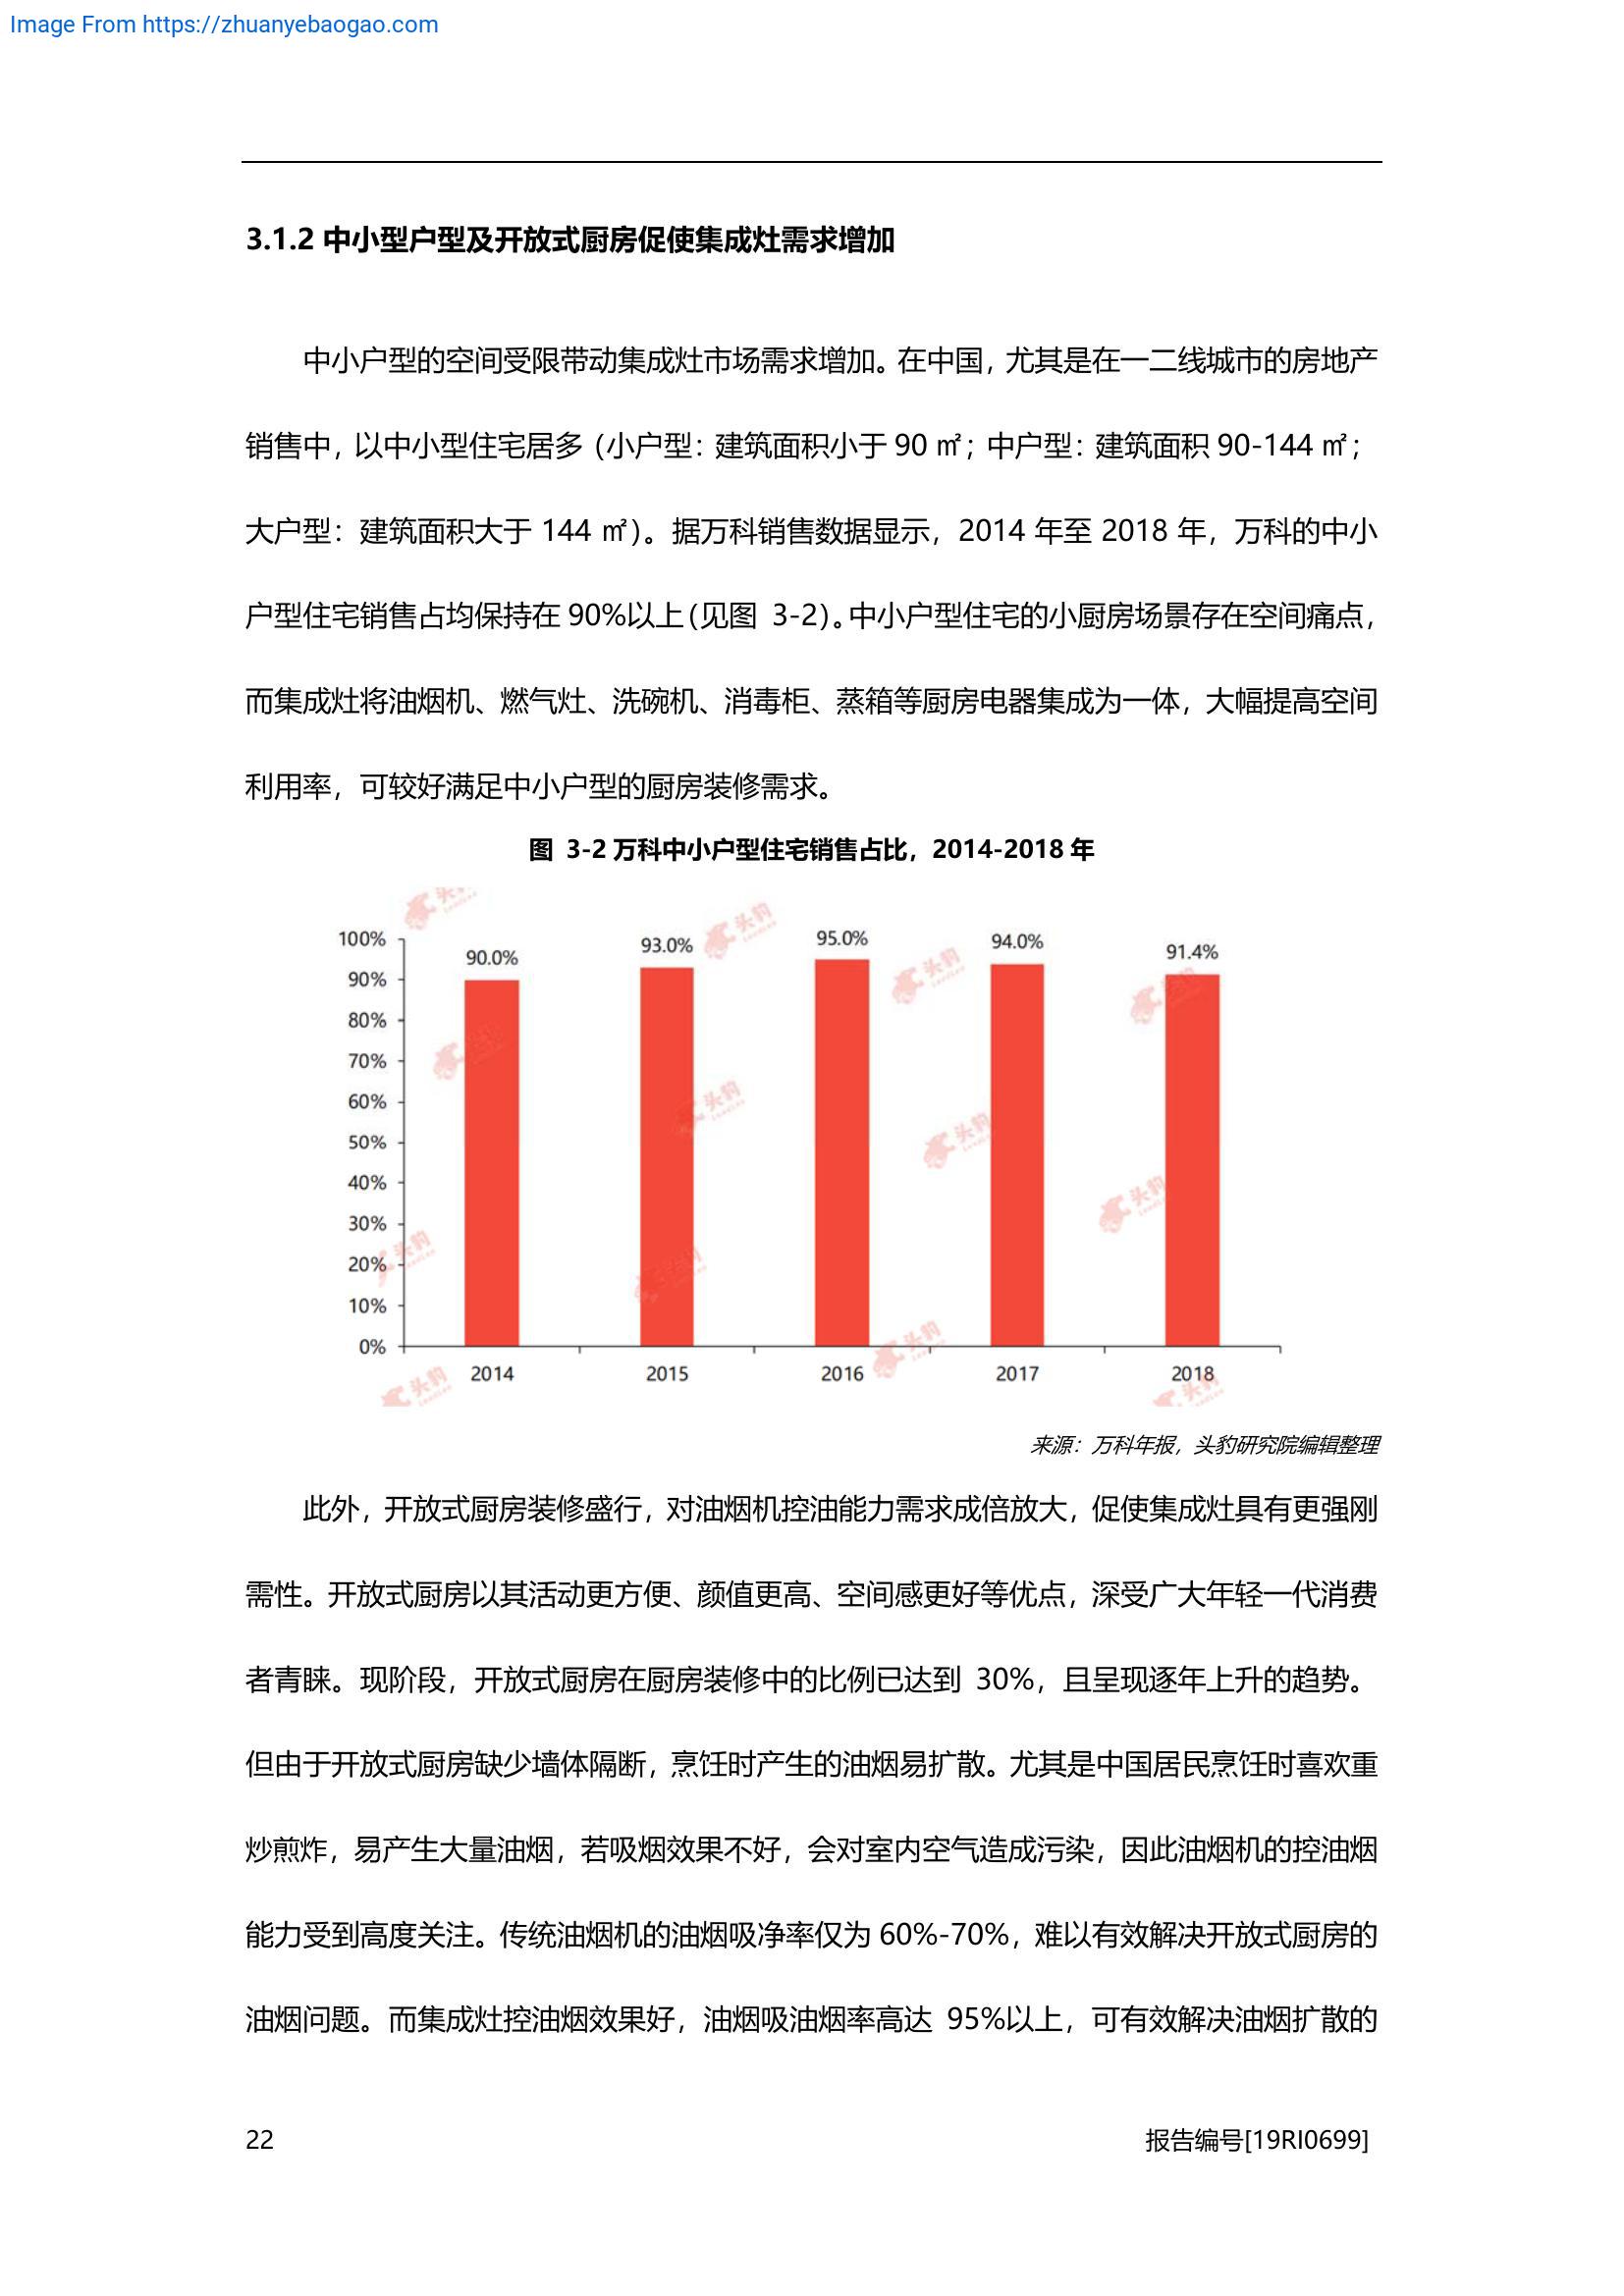 Image From https://zhuanyebaogao.com
3.1.2 中小型户型及开放式厨房促使集成灶需求增加
中小户型的空间受限带动集成灶市场需求增加。在中国，尤其是在一二线城市的房地产
销售中，以中小型住宅居多（小户型：建筑面积小于 90 ㎡；中户型：建筑面积 90-144 ㎡；
大户型：建筑面积大于 144 ㎡）。据万科销售数据显示，2014 年至 2018 年，万科的中小
户型住宅销售占均保持在 90%以上（见图 3-2）。中小户型住宅的小厨房场景存在空间痛点，
而集成灶将油烟机、燃气灶、洗碗机、消毒柜、蒸箱等厨房电器集成为一体，大幅提高空间
利用率，可较好满足中小户型的厨房装修需求。
图 3-2 万科中小户型住宅销售占比，2014-2018 年
100%
90%
80%
70%
60%
50%
40%
30%
20%
10%
0%
90.0%
93.0%
95.0%
94.0%
91.4%
2014
2015
2016
2017
2018
头豹
来源：万科年报，头豹研究院编辑整理
此外，开放式厨房装修盛行，对油烟机控油能力需求成倍放大，促使集成灶具有更强刚
需性。开放式厨房以其活动更方便、颜值更高、空间感更好等优点，深受广大年轻一代消费
者青睐。现阶段，开放式厨房在厨房装修中的比例已达到 30%，且呈现逐年上升的趋势。
但由于开放式厨房缺少墙体隔断，烹饪时产生的油烟易扩散。尤其是中国居民烹饪时喜欢重
炒煎炸，易产生大量油烟，若吸烟效果不好，会对室内空气造成污染，因此油烟机的控油烟
能力受到高度关注。传统油烟机的油烟吸净率仅为 60%-70%，难以有效解决开放式厨房的
油烟问题。而集成灶控油烟效果好，油烟吸油烟率高达 95%以上，可有效解决油烟扩散的
22
报告编号[19RI0699]